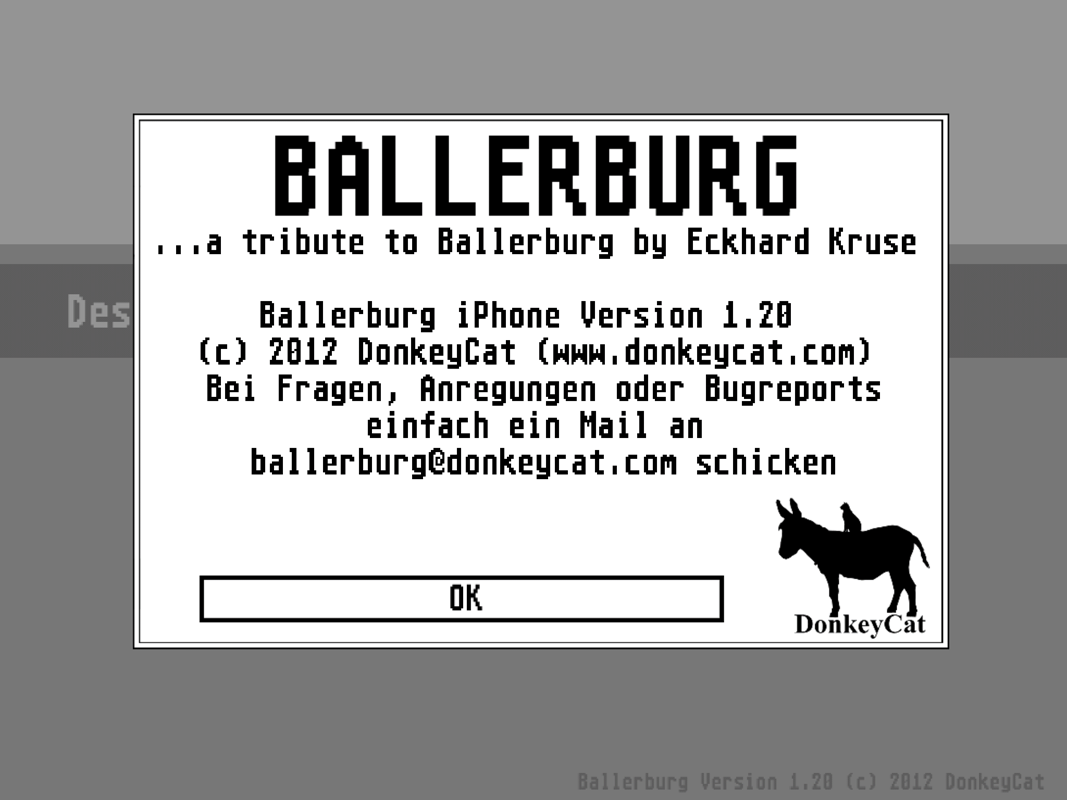 BALLERBURG
...a tribute to Ballerburg by Eckhard Kruse
Ballerburg iPhone Version 1.20
(c) 2012 DonkeyCat (www.donkeycat.com)
Bei Fragen, Anregungen oder Bugreports
einfach ein Mail an
ballerburg@donkeycat.com schicken
Des
OK
DonkeyCat
Ballerburg Version 1.20 (c) 2012 DonkeyCat